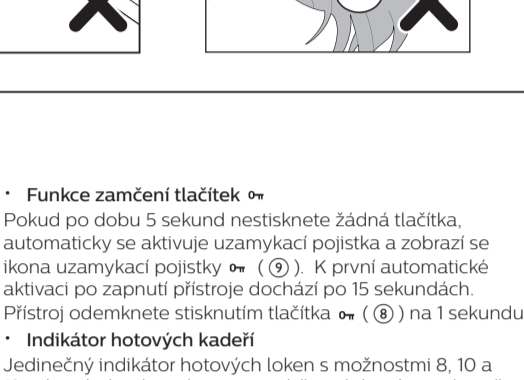 • Funkce zamčení tlačítek
Pokud po dobu 5 sekund nestisknete žádná tlačítka,
automaticky se aktivuje uzamykací pojistka a zobrazí se
ikona uzamykací pojistky (⑨). K první automatické
aktivaci po zapnutí přístroje dochází po 15 sekundách.
Přístroj odemknete stisknutím tlačítka (⑧) na 1 sekundu
• Indikátor hotových kadeří
Jedinečný indikátor hotových loken s možnostmi 8, 10 a